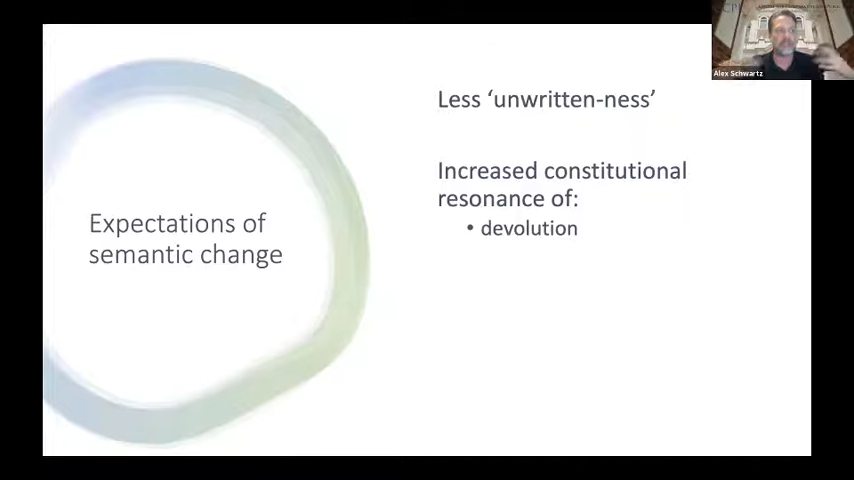 Less ‘unwritten-ness’
Increased constitutional
resonance of:
• devolution
Expectations of
semantic change
Alex Schwartz